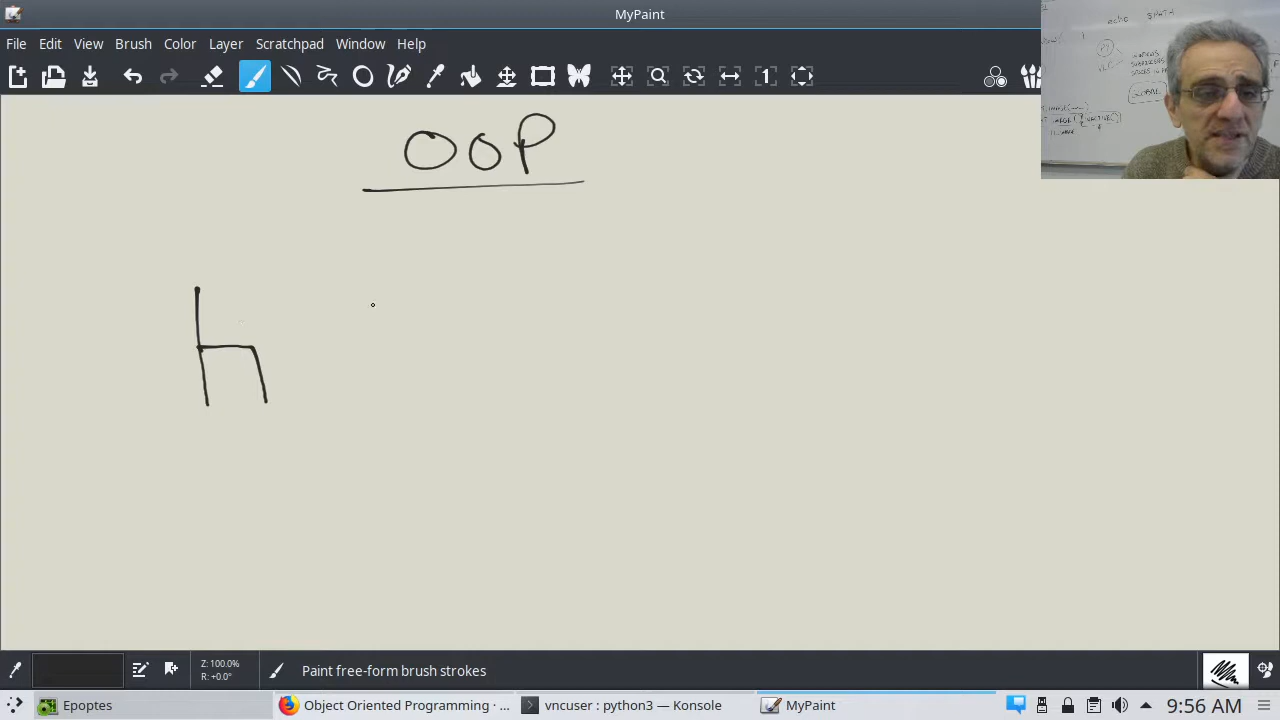 MyPaint
File Edit View Brush Color Layer Scratchpad Window Help
OOP
Z: 100.0%
R: +0.0°
Paint free-form brush strokes
Epoptes
Object Oriented Programming · ...
vncuser : python3 — Konsole
MyPaint
9:56 AM